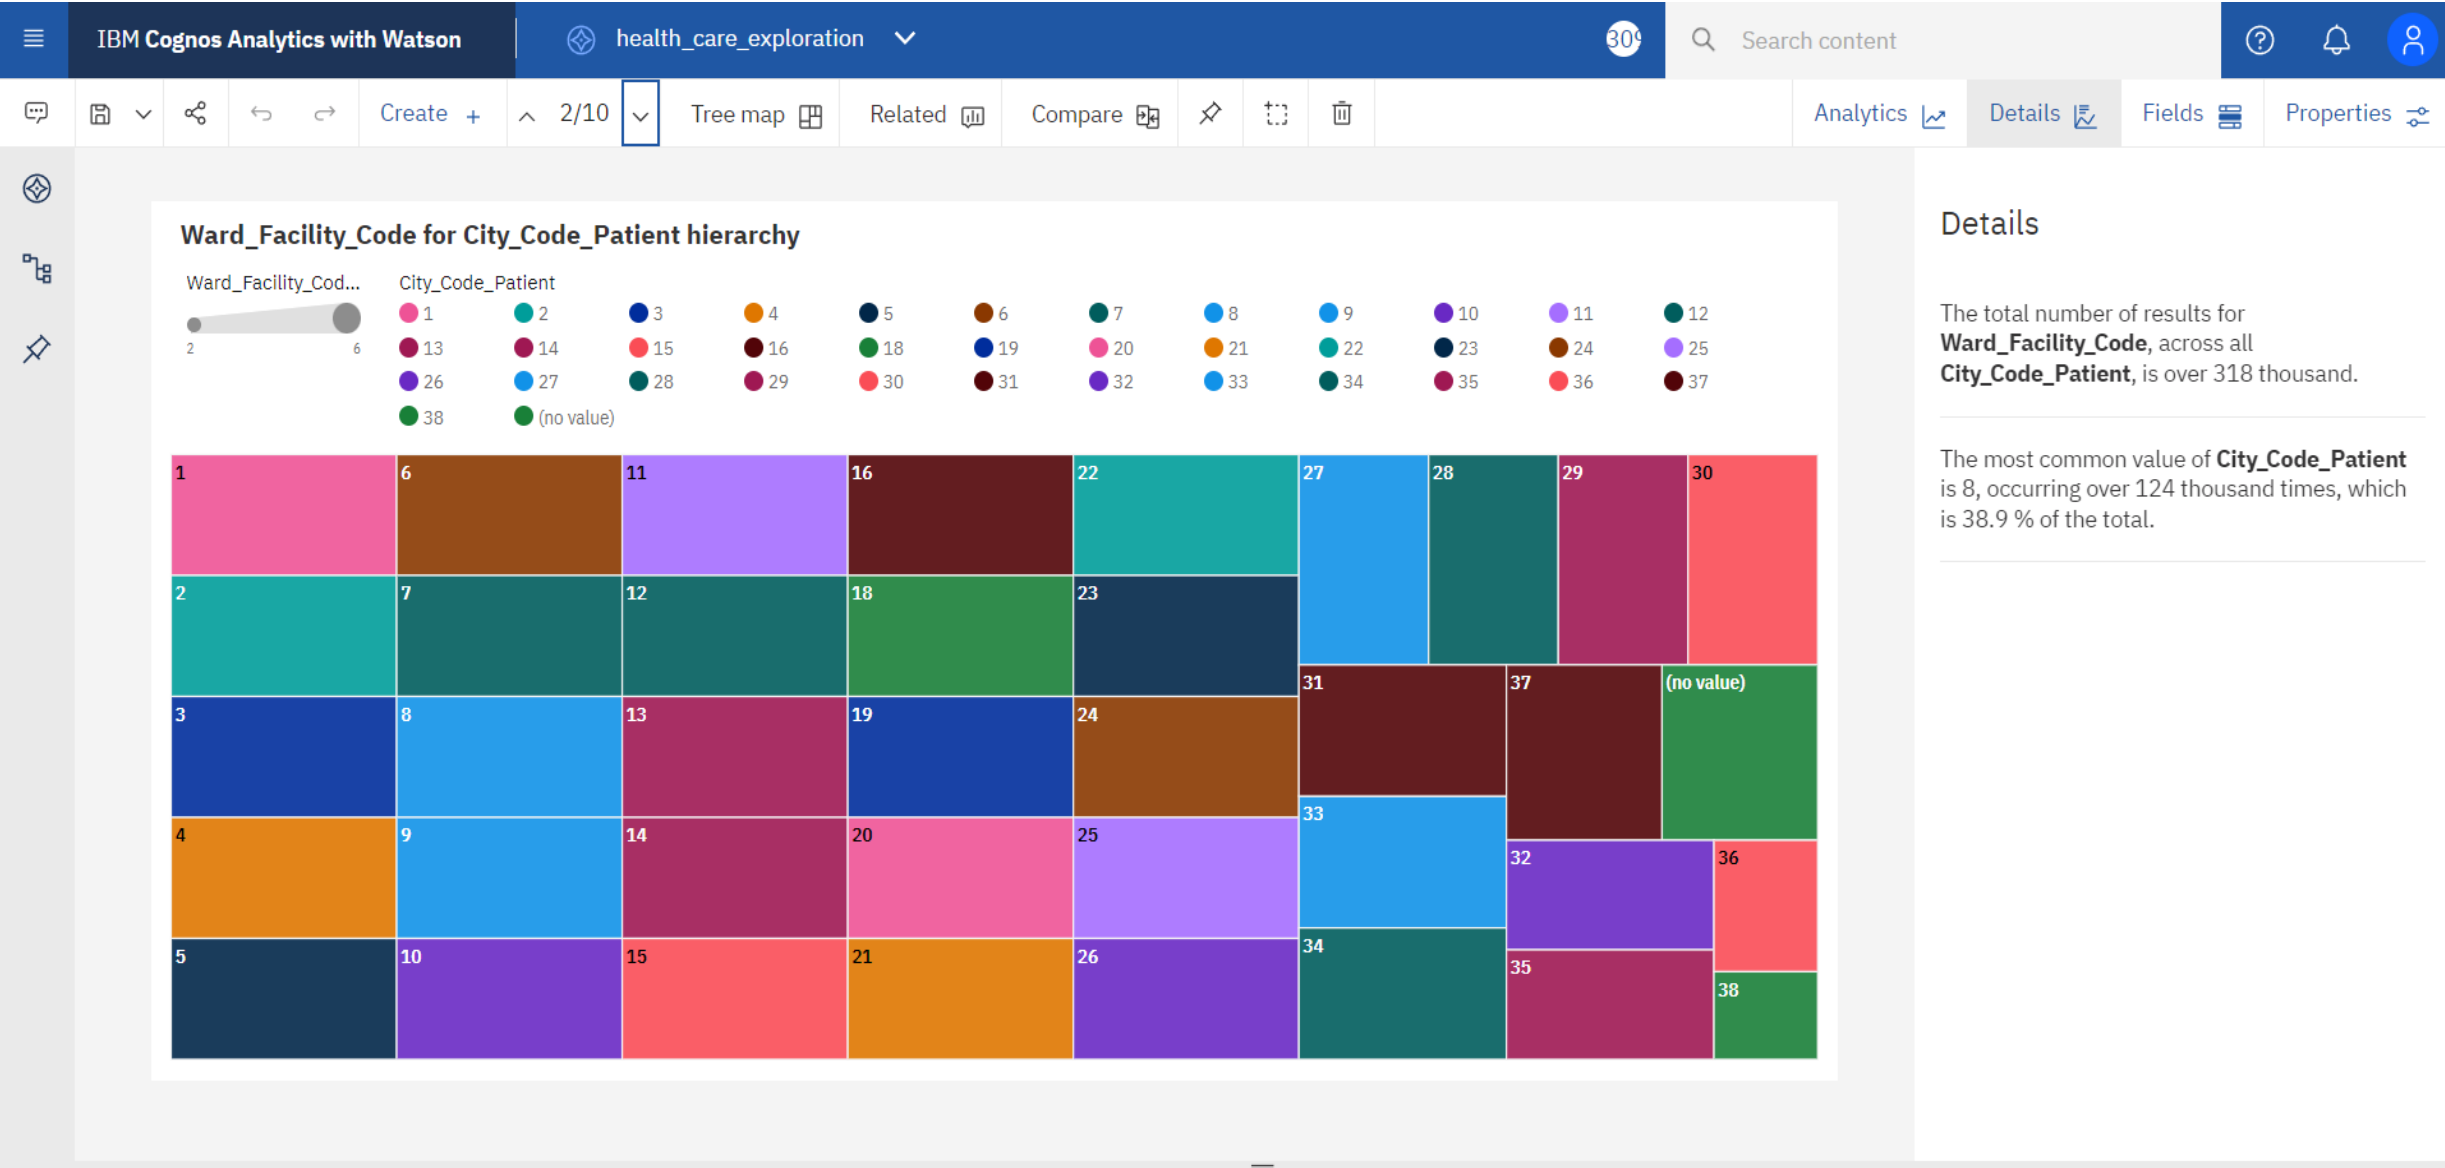 IBM Cognos Analytics with Watson
health_care_exploration
Search content
Create +
2/10
Tree map
Related
Compare
Analytics
Details
Fields
Properties
Ward_Facility_Code for City_Code_Patient hierarchy
Ward_Facility_Cod...
2 6
City_Code_Patient
1 2 3 4 5 6 7 8 9 10 11 12
13 14 15 16 18 19 20 21 22 23 24 25
26 27 28 29 30 31 32 33 34 35 36 37
38 (no value)
1 6 11 16 22 27 28 29 30
2 7 12 18 23
31 37 (no value)
3 8 13 19 24
33
4 9 14 20 25
32 36
34
5 10 15 21 26
35
38
Details
The total number of results for
Ward_Facility_Code, across all
City_Code_Patient, is over 318 thousand.
The most common value of City_Code_Patient
is 8, occurring over 124 thousand times, which
is 38.9 % of the total.